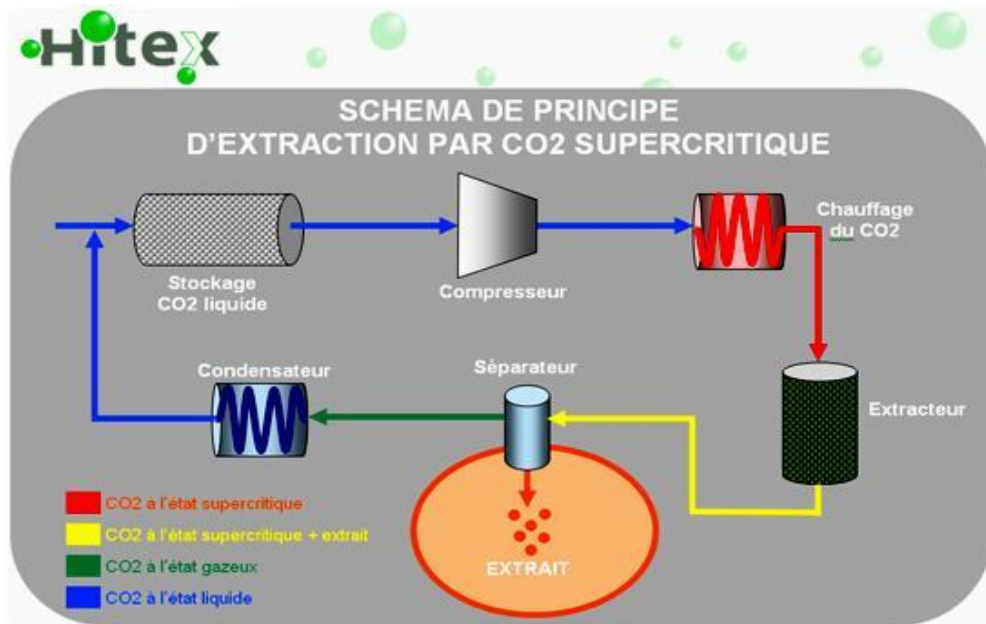 Hitex
SCHEMA DE PRINCIPE
D'EXTRACTION PAR CO2 SUPERCRITIQUE
Stockage
CO2 liquide
Compresseur
Chauffage
du CO2
Condensateur
Séparateur
Extracteur
EXTRAIT
CO2 à l'état supercritique
CO2 à l'état supercritique + extrait
CO2 à l'état gazeux
CO2 à l'état liquide